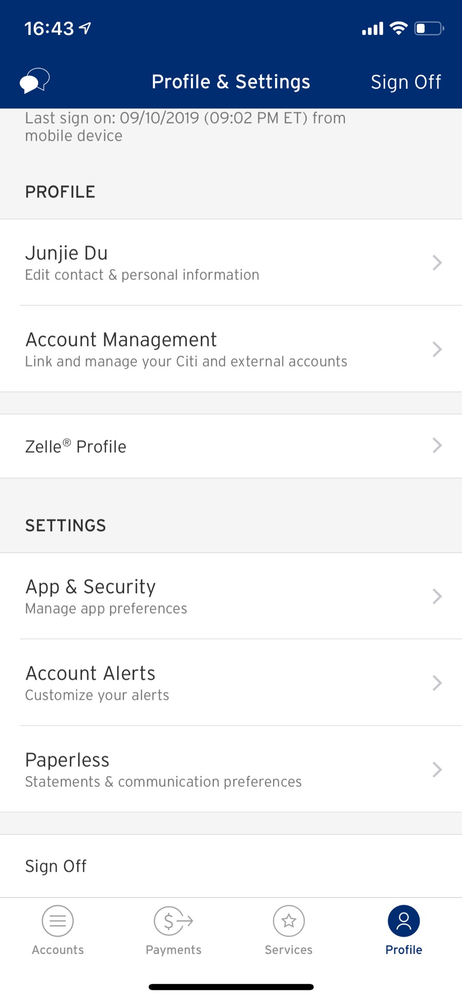 16:43
Profile & Settings
Sign Off
Last sign on: 09/10/2019 (09:02 PM ET) from
mobile device
PROFILE
Junjie Du
Edit contact & personal information
Account Management
Link and manage your Citi and external accounts
Zelle® Profile
SETTINGS
App & Security
Manage app preferences
Account Alerts
Customize your alerts
Paperless
Statements & communication preferences
Sign Off
$
Accounts
Payments
Services
Profile